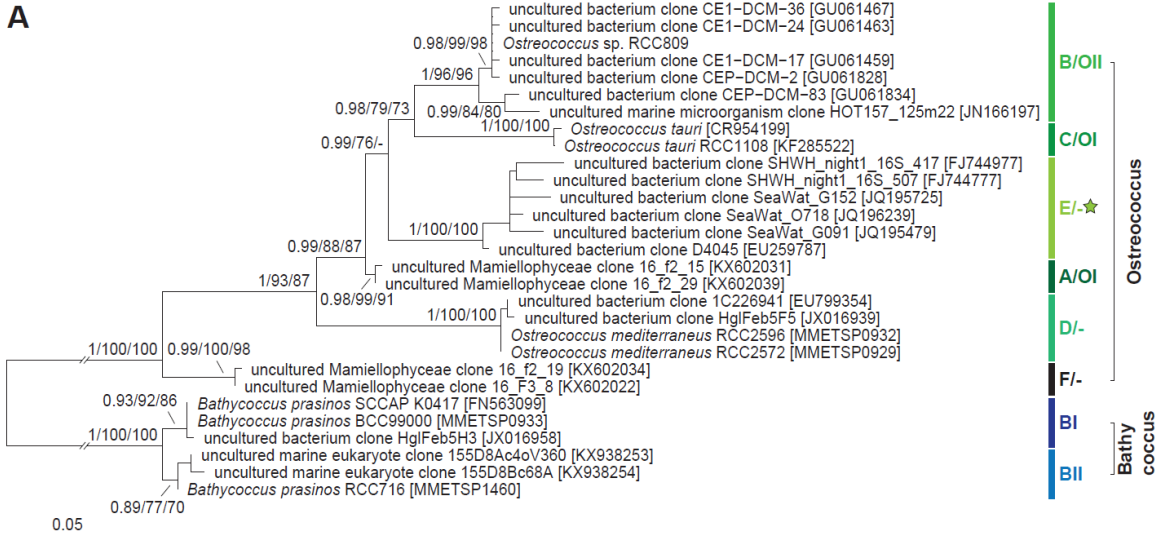 A
uncultured bacterium clone CE1−DCM−36 [GU061467]
uncultured bacterium clone CE1−DCM−24 [GU061463]
0.98/99/98
Ostreococcus sp. RCC809
uncultured bacterium clone CE1−DCM−17 [GU061459]
B/OII
1/96/96
uncultured bacterium clone CEP−DCM−2 [GU061828]
uncultured bacterium clone CEP−DCM−83 [GU061834]
0.98/79/73
0.99/84/80
uncultured marine microorganism clone HOT157_125m22 [JN166197]
1/100/100
Ostreococcus tauri [CR954199]
C/OI
0.99/76/-
Ostreococcus tauri RCC1108 [KF285522]
uncultured bacterium clone SHWH_night1_16S_417 [FJ744977]
uncultured bacterium clone SHWH_night1_16S_507 [FJ744777]
uncultured bacterium clone SeaWat_G152 [JQ195725]
E/-
Ostreococcus
uncultured bacterium clone SeaWat_O718 [JQ196239]
1/100/100
uncultured bacterium clone SeaWat_G091 [JQ195479]
0.99/88/87
uncultured bacterium clone D4045 [EU259787]
uncultured Mamiellophyceae clone 16_f2_15 [KX602031]
A/OI
1/93/87
uncultured Mamiellophyceae clone 16_f2_29 [KX602039]
0.98/99/91
uncultured bacterium clone 1C226941 [EU799354]
1/100/100
uncultured bacterium clone HglFeb5F5 [JX016939]
D/-
Ostreococcus mediterraneus RCC2596 [MMETSP0932]
1/100/100
0.99/100/98
Ostreococcus mediterraneus RCC2572 [MMETSP0929]
uncultured Mamiellophyceae clone 16_f2_19 [KX602034]
F/-
uncultured Mamiellophyceae clone 16_F3_8 [KX602022]
0.93/92/86
Bathycoccus prasinos SCCAP K0417 [FN563099]
Bathycoccus prasinos BCC99000 [MMETSP0933]
BI
1/100/100
uncultured bacterium clone HglFeb5H3 [JX016958]
Bathy
coccus
uncultured marine eukaryote clone 155D8Ac4oV360 [KX938253]
uncultured marine eukaryote clone 155D8Bc68A [KX938254]
BII
Bathycoccus prasinos RCC716 [MMETSP1460]
0.89/77/70
0.05